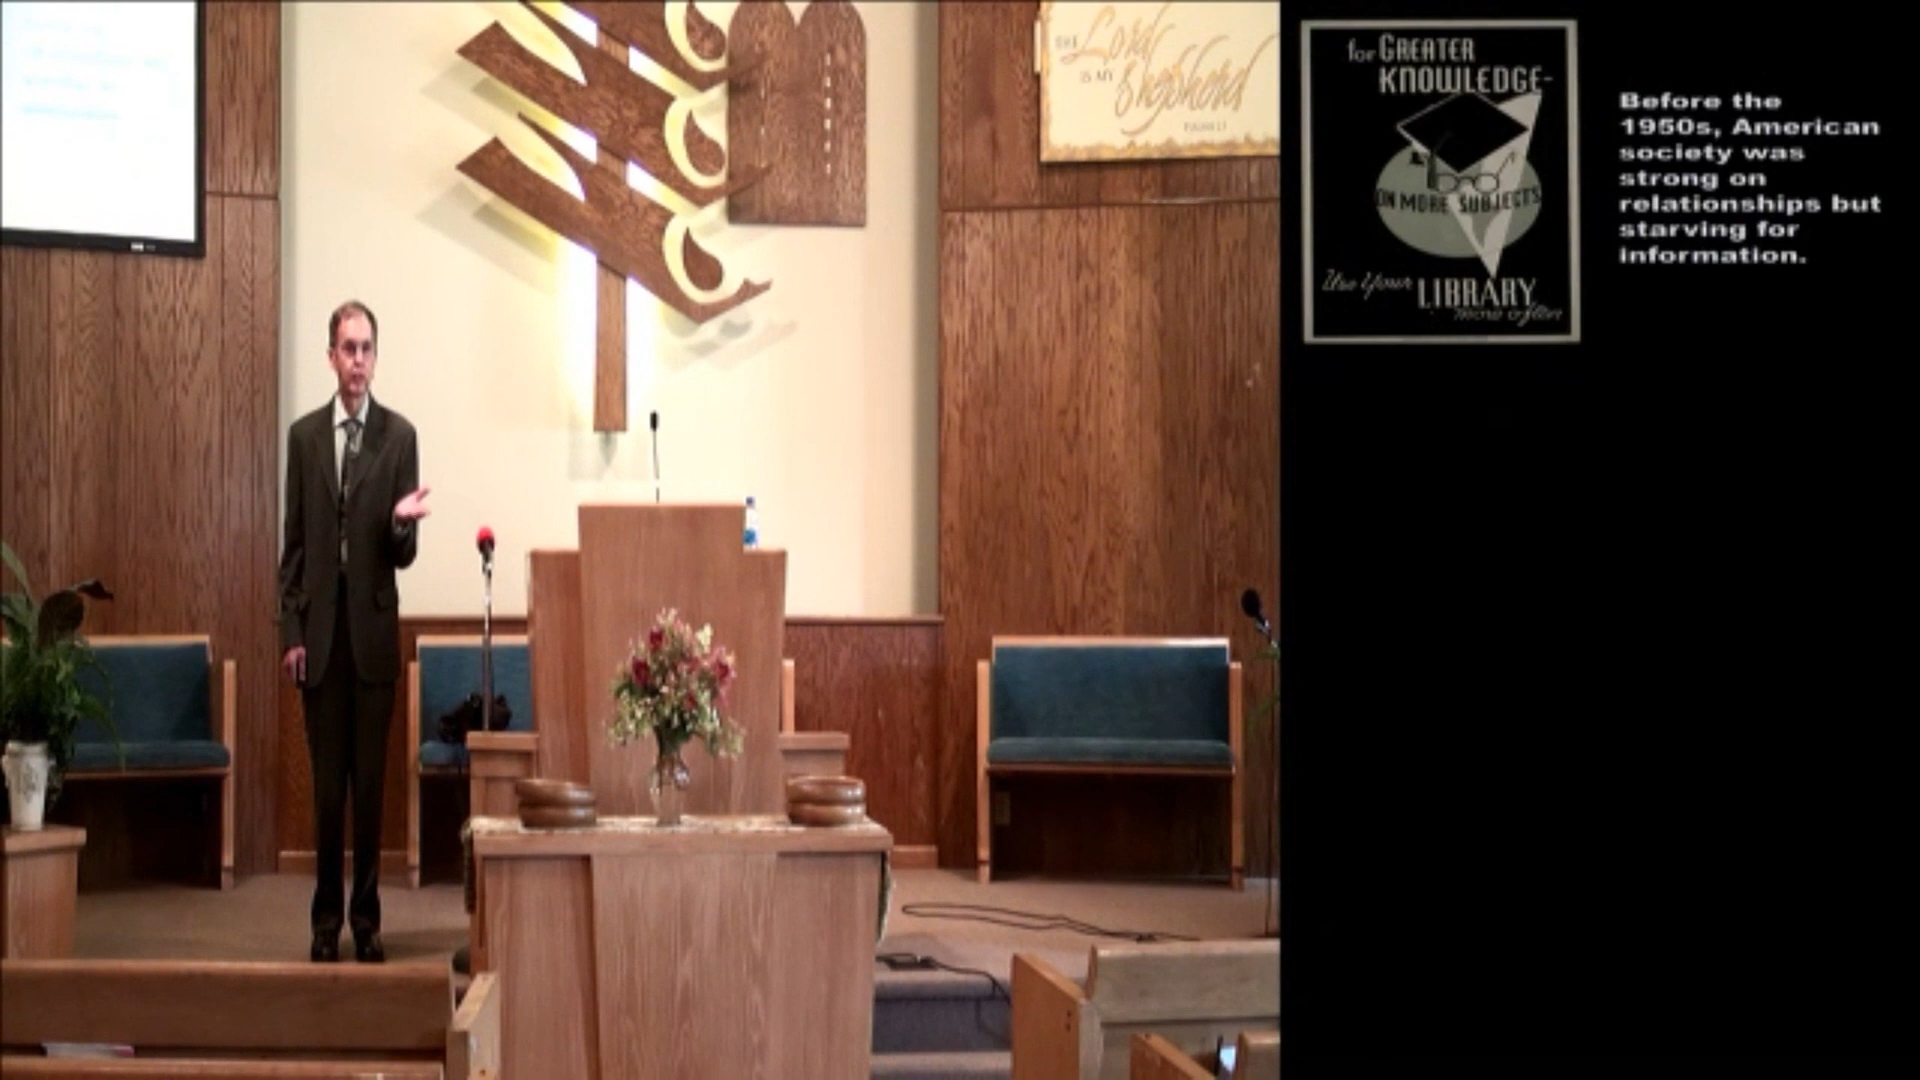 THE Lord
IS MY Shepherd
for GREATER
KNOWLEDGE-
ON MORE SUBJECTS
Use Your LIBRARY
more often
Before the
1950s, American
society was
strong on
relationships but
starving for
information.